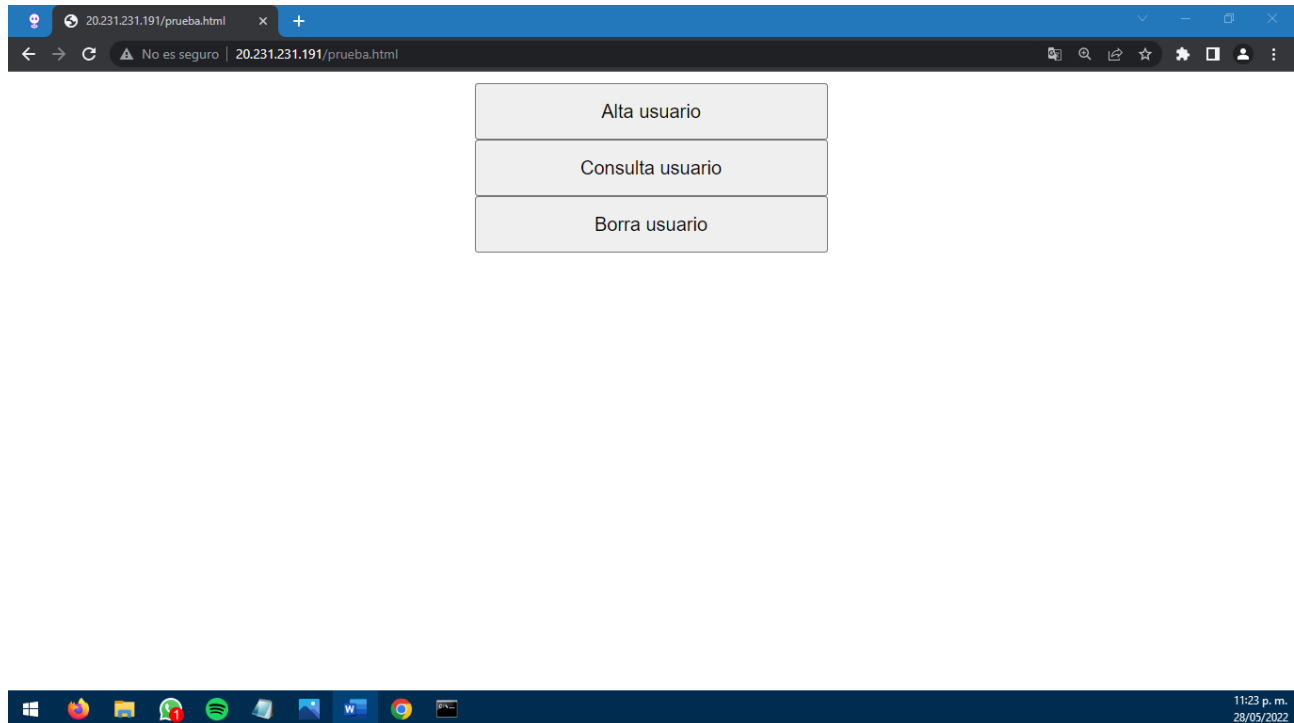 20.231.231.191/prueba.html
No es seguro | 20.231.231.191/prueba.html
Alta usuario
Consulta usuario
Borra usuario
11:23 p. m.
28/05/2022